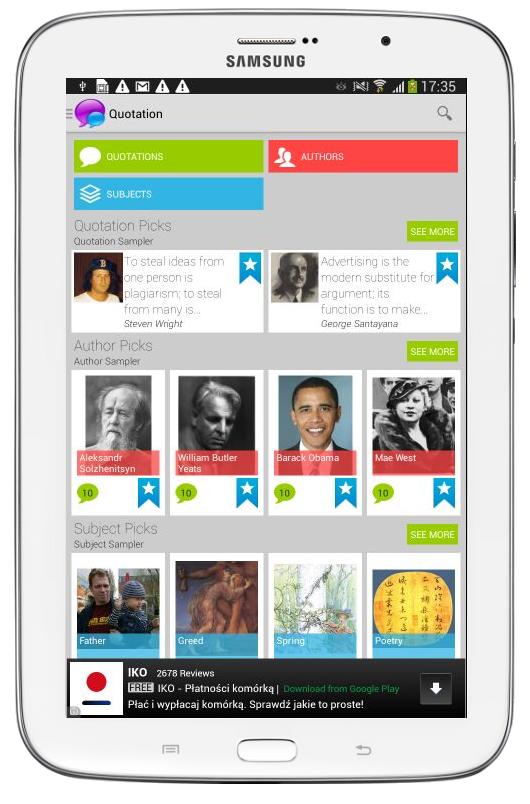 SAMSUNG
17:35
Quotation
QUOTATIONS
AUTHORS
SUBJECTS
Quotation Picks
Quotation Sampler
SEE MORE
To steal ideas from
one person is
plagiarism; to steal
from many is...
Steven Wright
Advertising is the
modern substitute for
argument; its
function is to make...
George Santayana
Author Picks
Author Sampler
SEE MORE
Aleksandr
Solzhenitsyn
10
William Butler
Yeats
10
Barack Obama
10
Mae West
10
Subject Picks
Subject Sampler
SEE MORE
B
Father
Greed
Spring
Poetry
IKO 2678 Reviews
FREE IKO - Płatności komórką | Download from Google Play
Płać i wypłacaj komórką. Sprawdź jakie to proste!